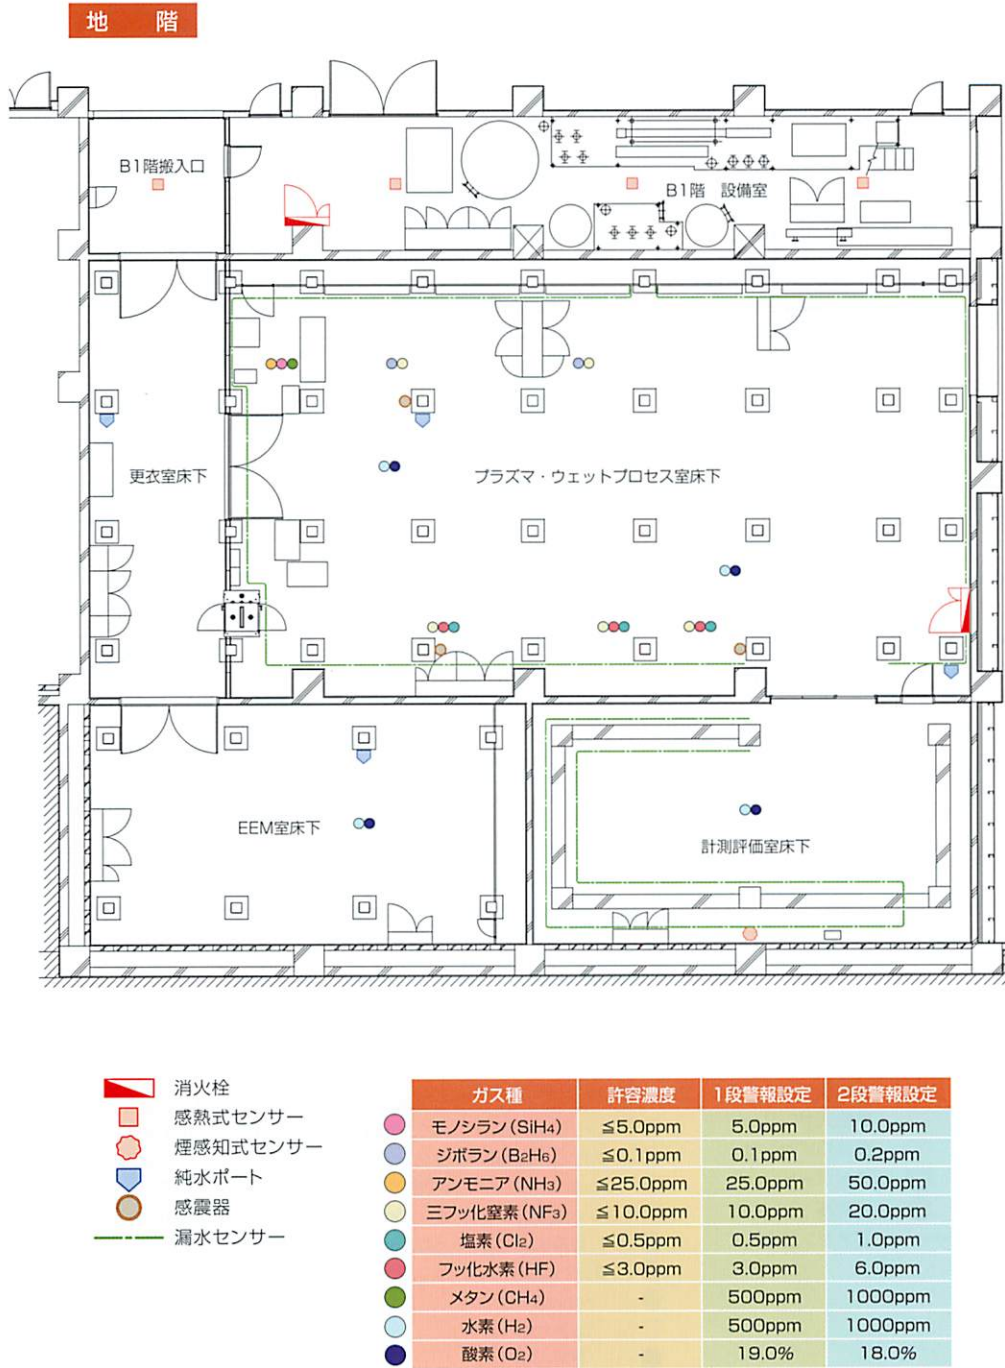 地 階
B1階搬入口
B1階 設備室
更衣室床下
プラズマ・ウェットプロセス室床下
EEM室床下
計測評価室床下
消火栓
感熱式センサー
煙感知式センサー
純水ポート
感震器
漏水センサー
ガス種 許容濃度 1段警報設定 2段警報設定
モノシラン(SiH4) ≦5.0ppm 5.0ppm 10.0ppm
ジボラン(B2H6) ≦0.1ppm 0.1ppm 0.2ppm
アンモニア(NH3) ≦25.0ppm 25.0ppm 50.0ppm
三フッ化窒素(NF3) ≦10.0ppm 10.0ppm 20.0ppm
塩素(Cl2) ≦0.5ppm 0.5ppm 1.0ppm
フッ化水素(HF) ≦3.0ppm 3.0ppm 6.0ppm
メタン(CH4) - 500ppm 1000ppm
水素(H2) - 500ppm 1000ppm
酸素(O2) - 19.0% 18.0%